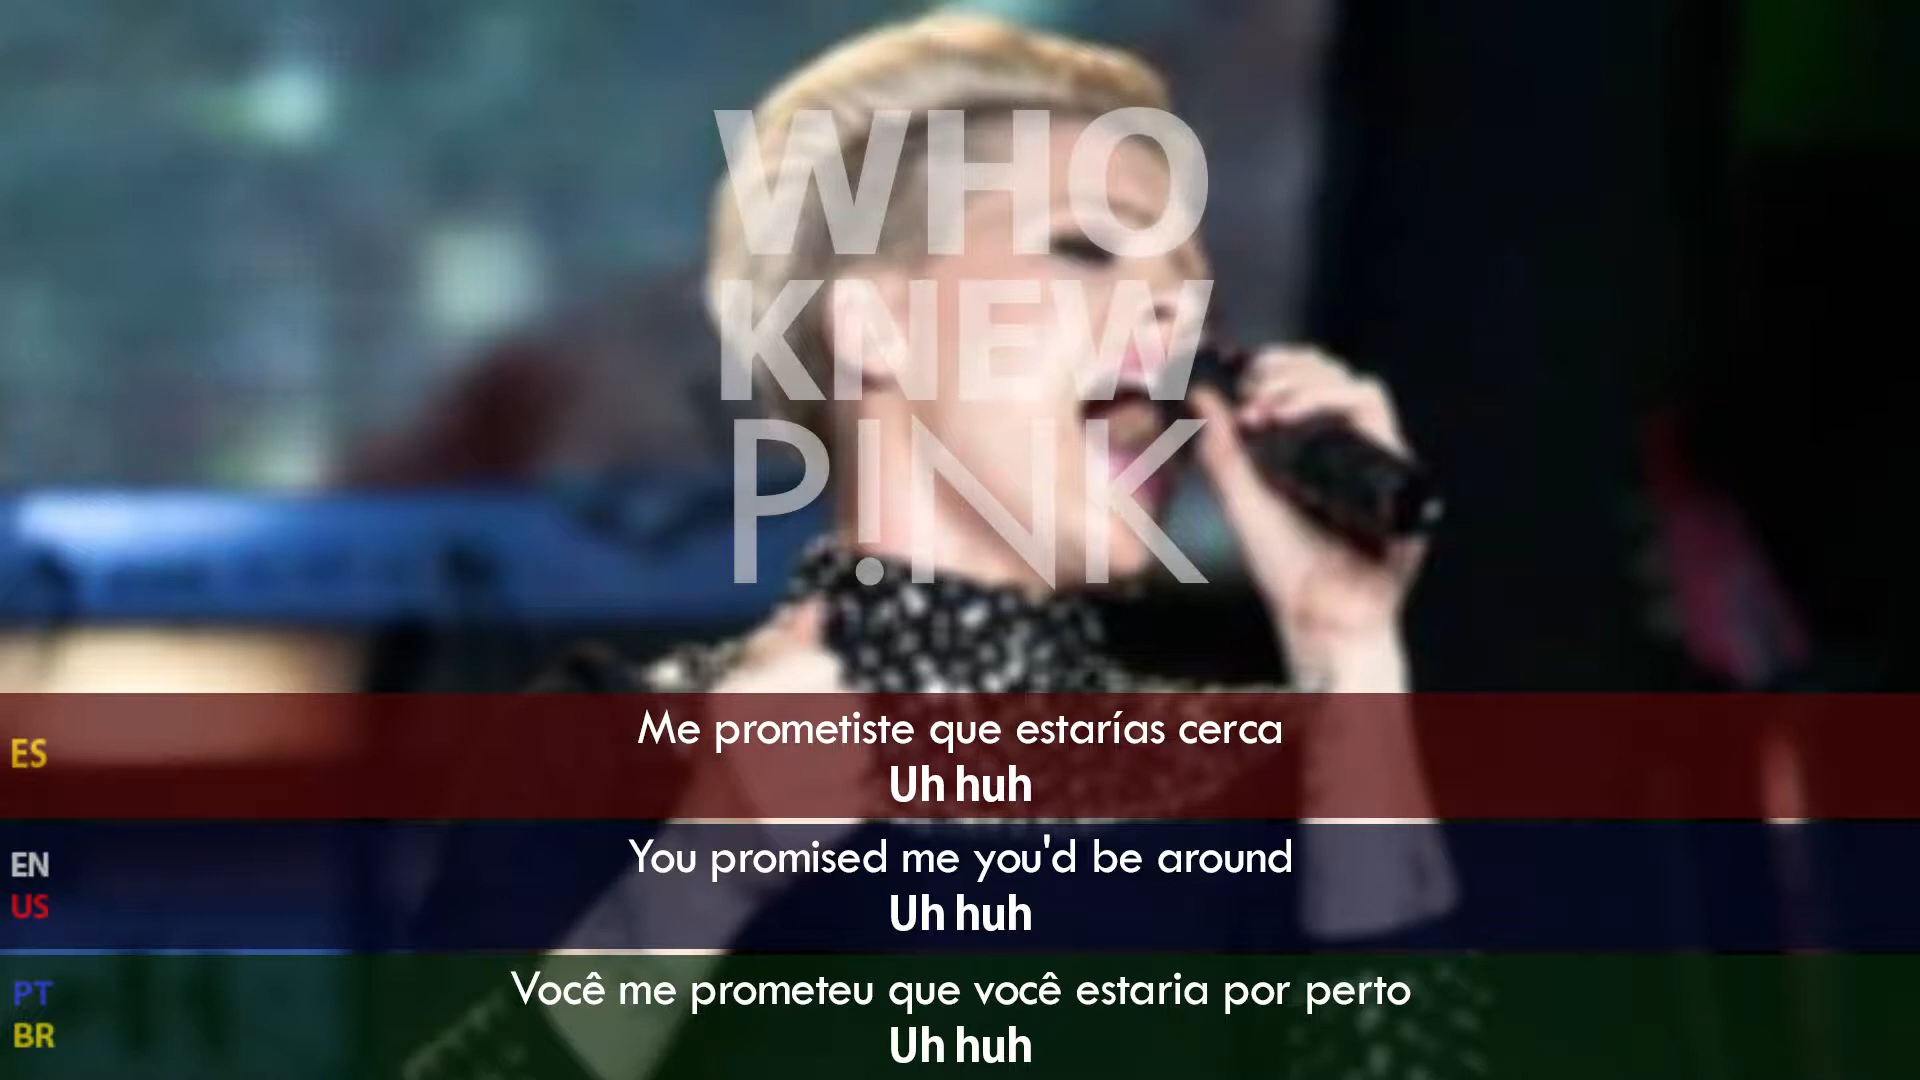 WHO
KNEW
P!NK
ES
Me prometiste que estarías cerca
Uh huh
EN
US
You promised me you'd be around
Uh huh
PT
BR
Você me prometeu que você estaria por perto
Uh huh